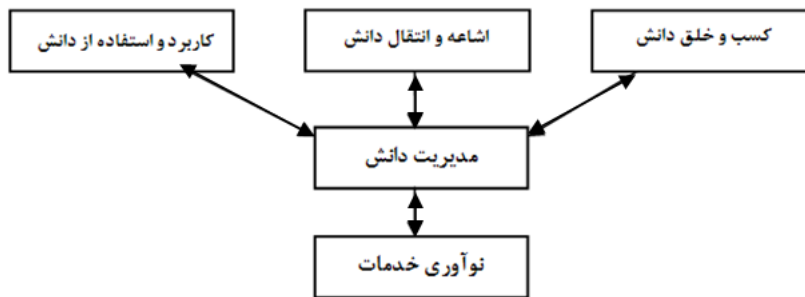 کسب و خلق دانش
اشاعه و انتقال دانش
کاربرد و استفاده از دانش
مدیریت دانش
نوآوری خدمات